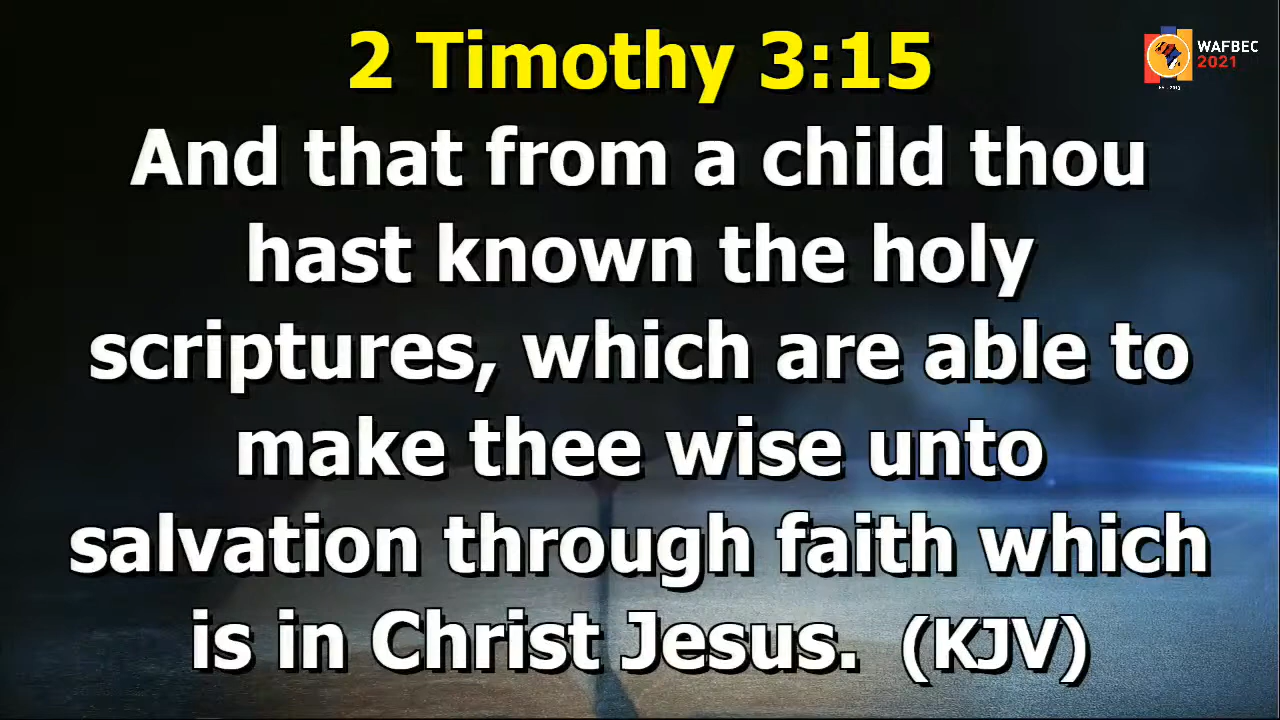 2 Timothy 3:15
WAFBEC
2021
And that from a child thou
hast known the holy
scriptures, which are able to
make thee wise unto
salvation through faith which
is in Christ Jesus. (KJV)